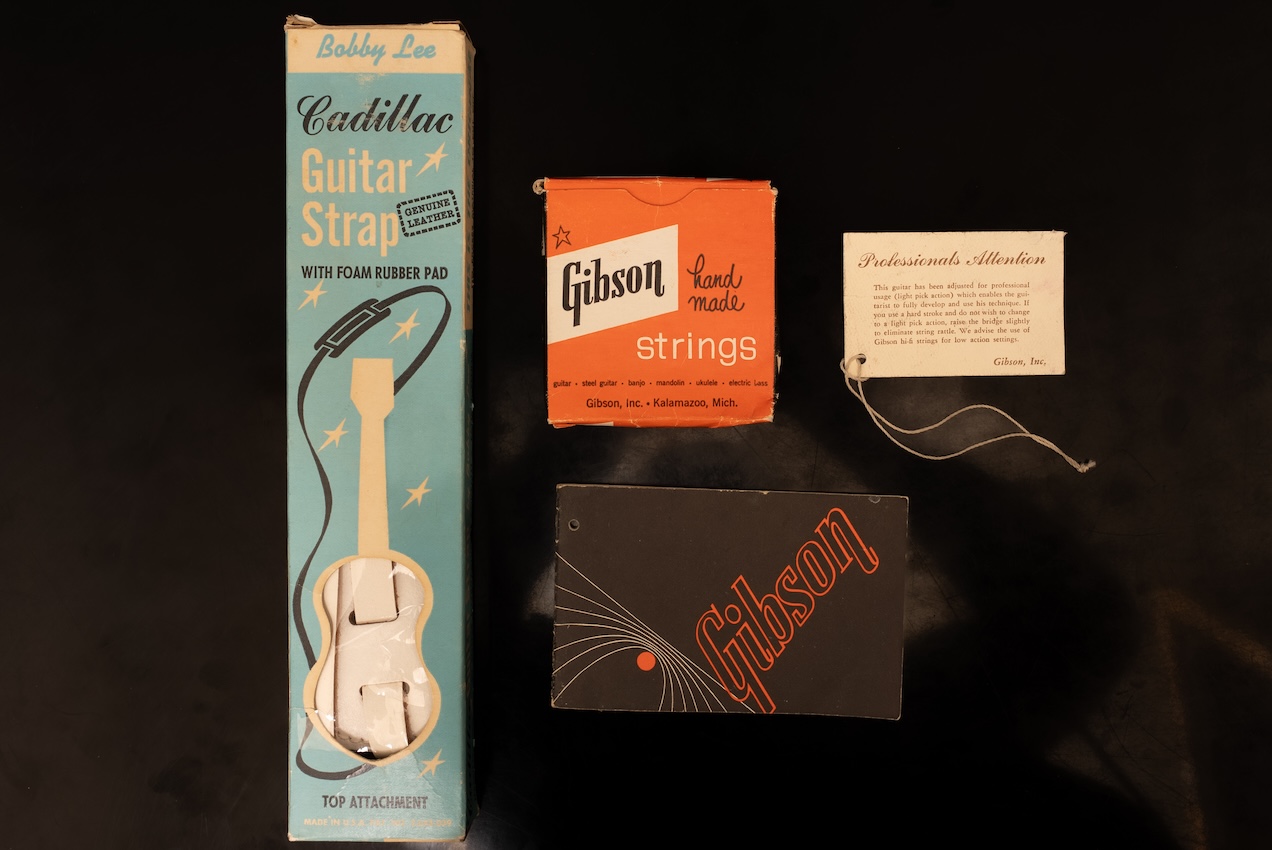 Bobby Lee
Cadillac
Guitar
Strap
GENUINE
LEATHER
WITH FOAM RUBBER PAD
TOP ATTACHMENT
MADE IN U.S.A.
Gibson
hand
made
strings
guitar • steel guitar • banjo • mandolin • ukulele • electric bass
Gibson, Inc. • Kalamazoo, Mich.
Professionals Attention
This guitar has been adjusted for professional
usage (light pick action) which enables the gui-
tarist to fully develop and use his technique. If
you use a hard stroke and do not wish to change
to a light pick action, raise the bridge slightly
to eliminate string rattle. We advise the use of
Gibson hi-fi strings for low action settings.
Gibson, Inc.
Gibson